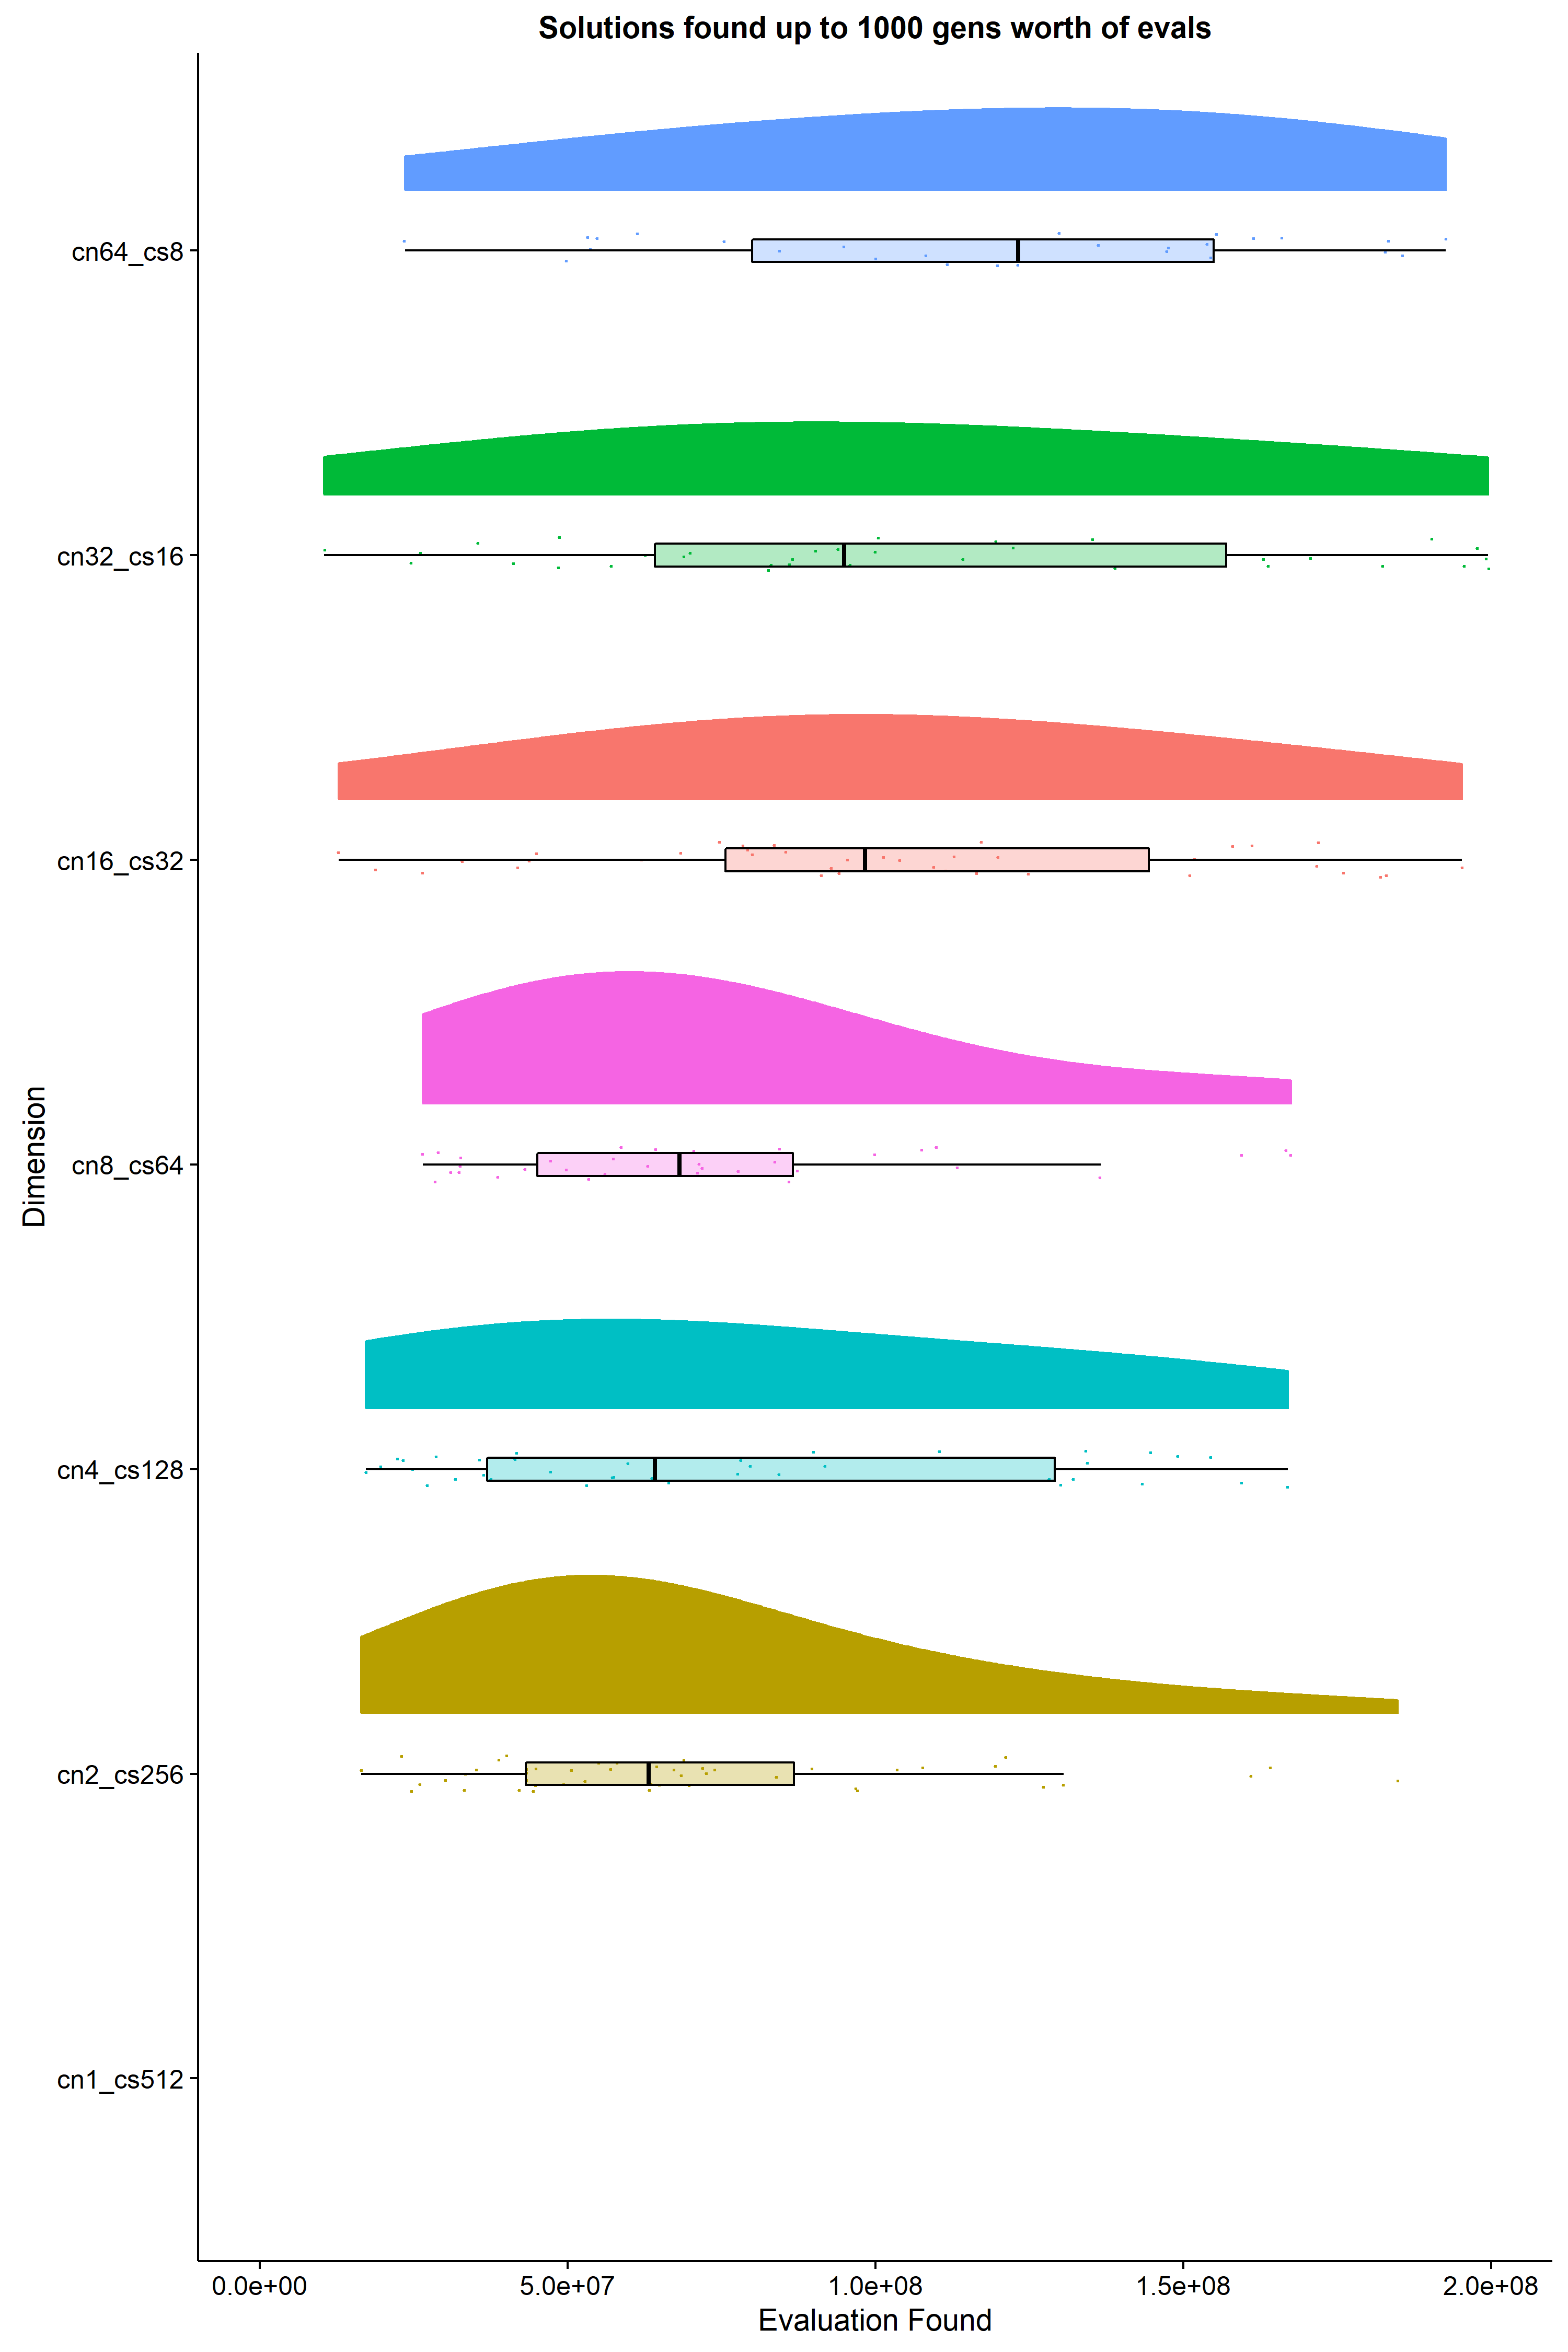 Solutions found up to 1000 gens worth of evals
cn64_cs8
cn32_cs16
cn16_cs32
cn8_cs64
cn4_cs128
cn2_cs256
cn1_cs512
Dimension
0.0e+00 5.0e+07 1.0e+08 1.5e+08 2.0e+08
Evaluation Found